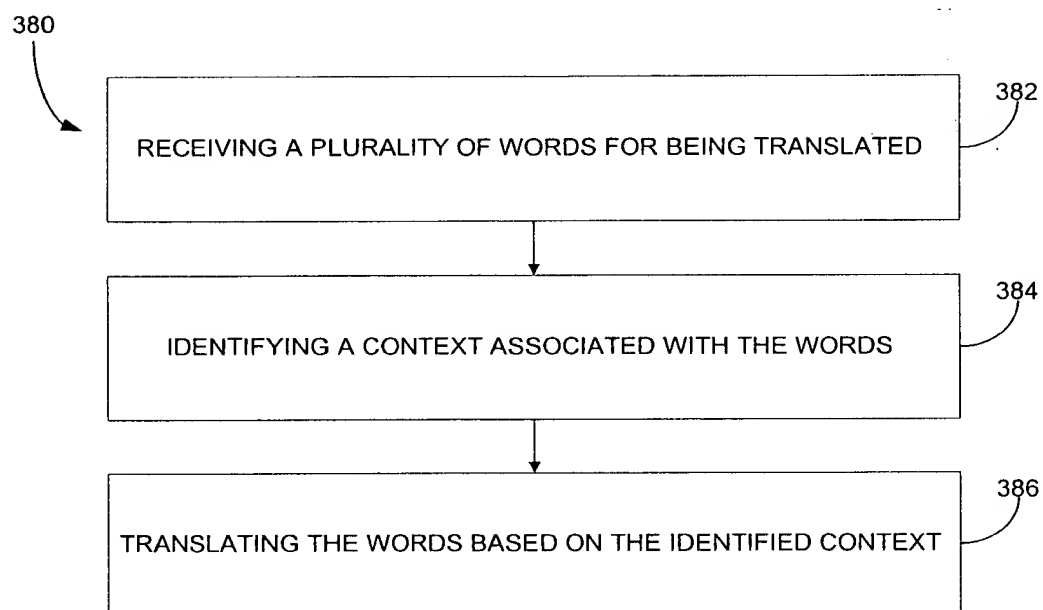 380
382
RECEIVING A PLURALITY OF WORDS FOR BEING TRANSLATED
384
IDENTIFYING A CONTEXT ASSOCIATED WITH THE WORDS
386
TRANSLATING THE WORDS BASED ON THE IDENTIFIED CONTEXT